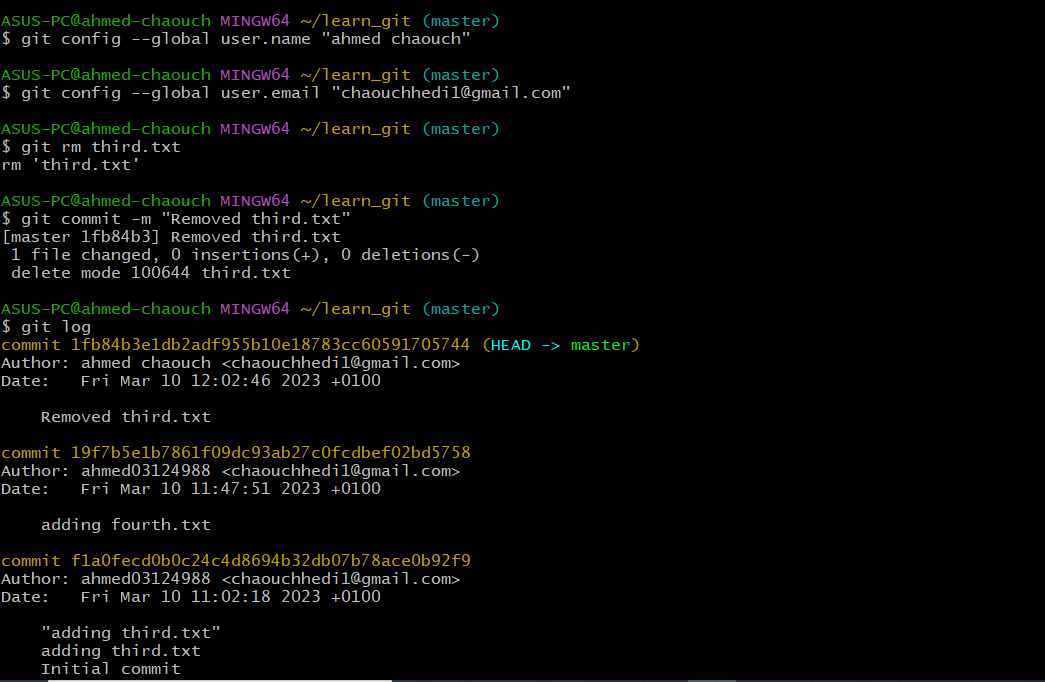 ASUS-PC@ahmed-chaouch MINGW64 ~/learn_git (master)
$ git config --global user.name "ahmed chaouch"
ASUS-PC@ahmed-chaouch MINGW64 ~/learn_git (master)
$ git config --global user.email "chaouchhedi1@gmail.com"
ASUS-PC@ahmed-chaouch MINGW64 ~/learn_git (master)
$ git rm third.txt
rm 'third.txt'
ASUS-PC@ahmed-chaouch MINGW64 ~/learn_git (master)
$ git commit -m "Removed third.txt"
[master 1fb84b3] Removed third.txt
 1 file changed, 0 insertions(+), 0 deletions(-)
 delete mode 100644 third.txt
ASUS-PC@ahmed-chaouch MINGW64 ~/learn_git (master)
$ git log
commit 1fb84b3e1db2adf955b10e18783cc60591705744 (HEAD -> master)
Author: ahmed chaouch <chaouchhedi1@gmail.com>
Date:   Fri Mar 10 12:02:46 2023 +0100
    Removed third.txt
commit 19f7b5e1b7861f09dc93ab27c0fcdbef02bd5758
Author: ahmed03124988 <chaouchhedi1@gmail.com>
Date:   Fri Mar 10 11:47:51 2023 +0100
    adding fourth.txt
commit f1a0fecd0b0c24c4d8694b32db07b78ace0b92f9
Author: ahmed03124988 <chaouchhedi1@gmail.com>
Date:   Fri Mar 10 11:02:18 2023 +0100
    "adding third.txt"
    adding third.txt
    Initial commit